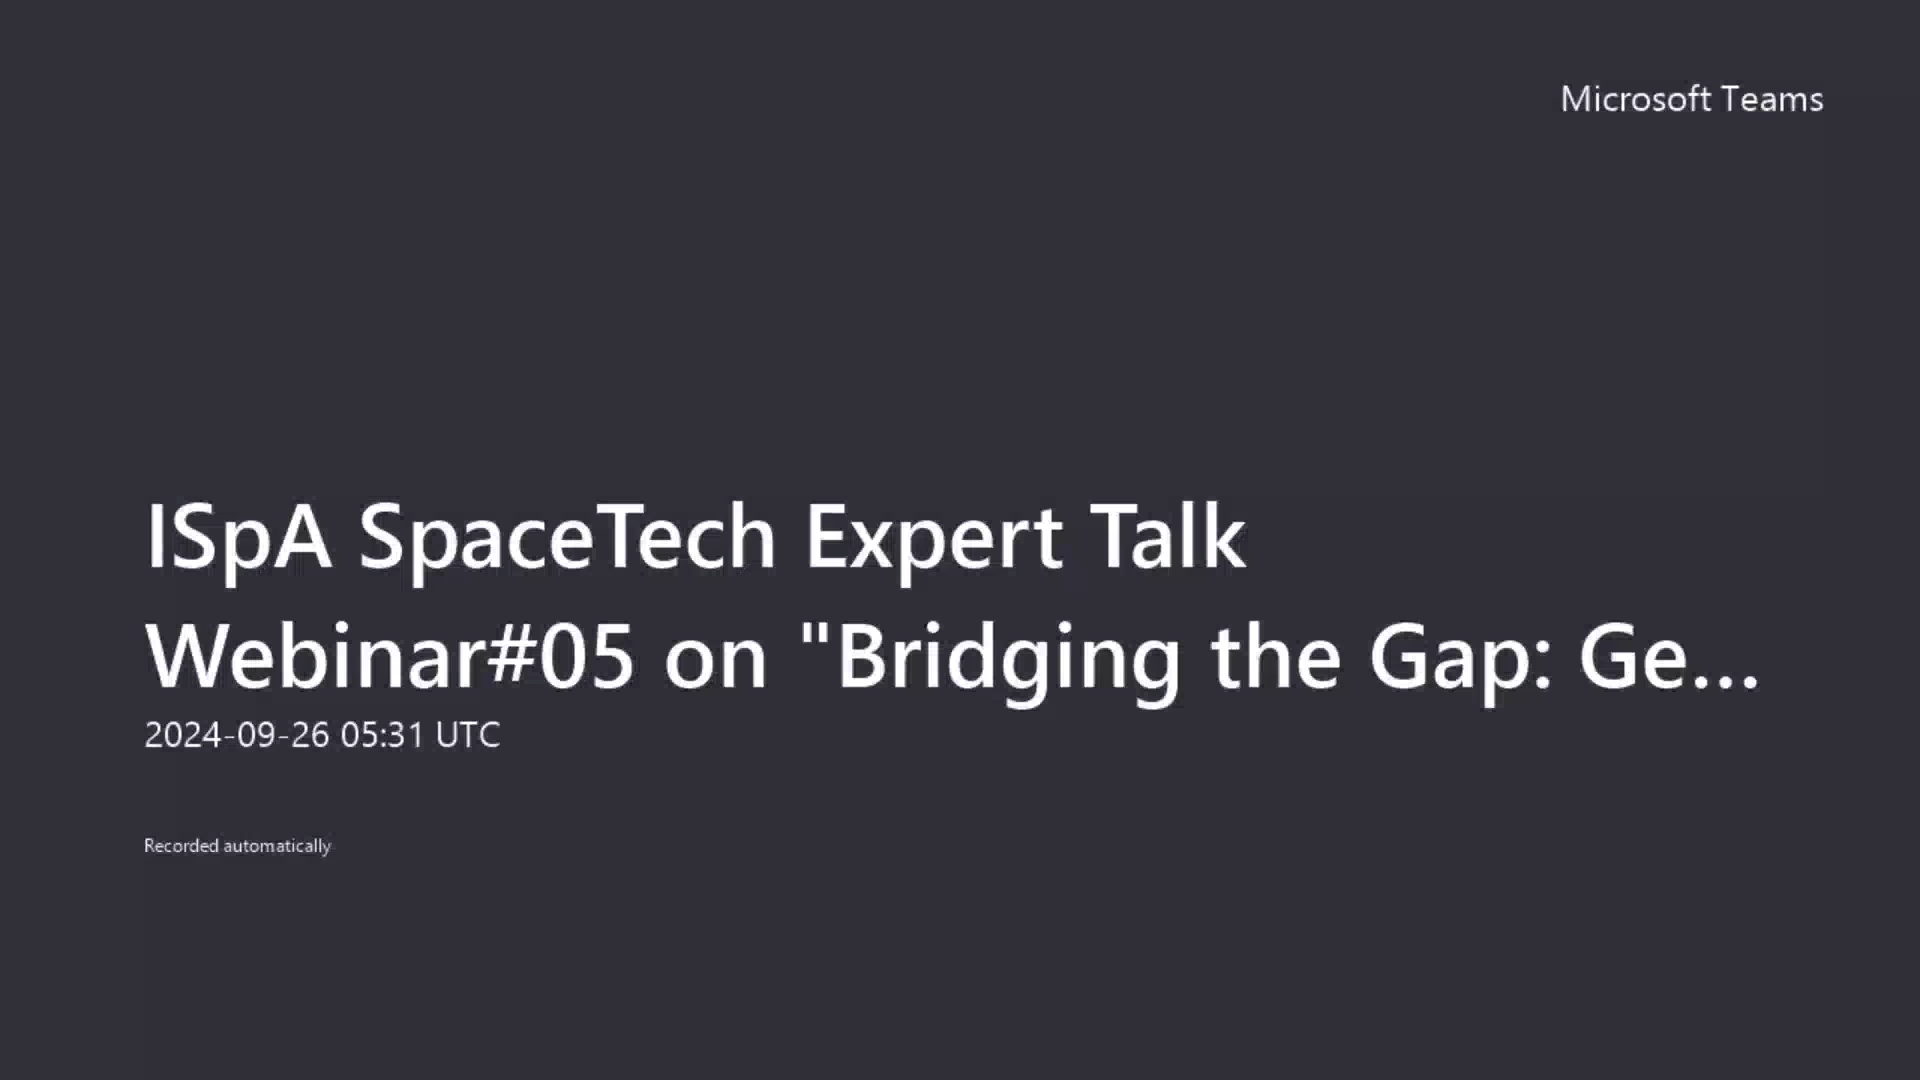 Microsoft Teams
ISpA SpaceTech Expert Talk
Webinar#05 on "Bridging the Gap: Ge...
2024-09-26 05:31 UTC
Recorded automatically